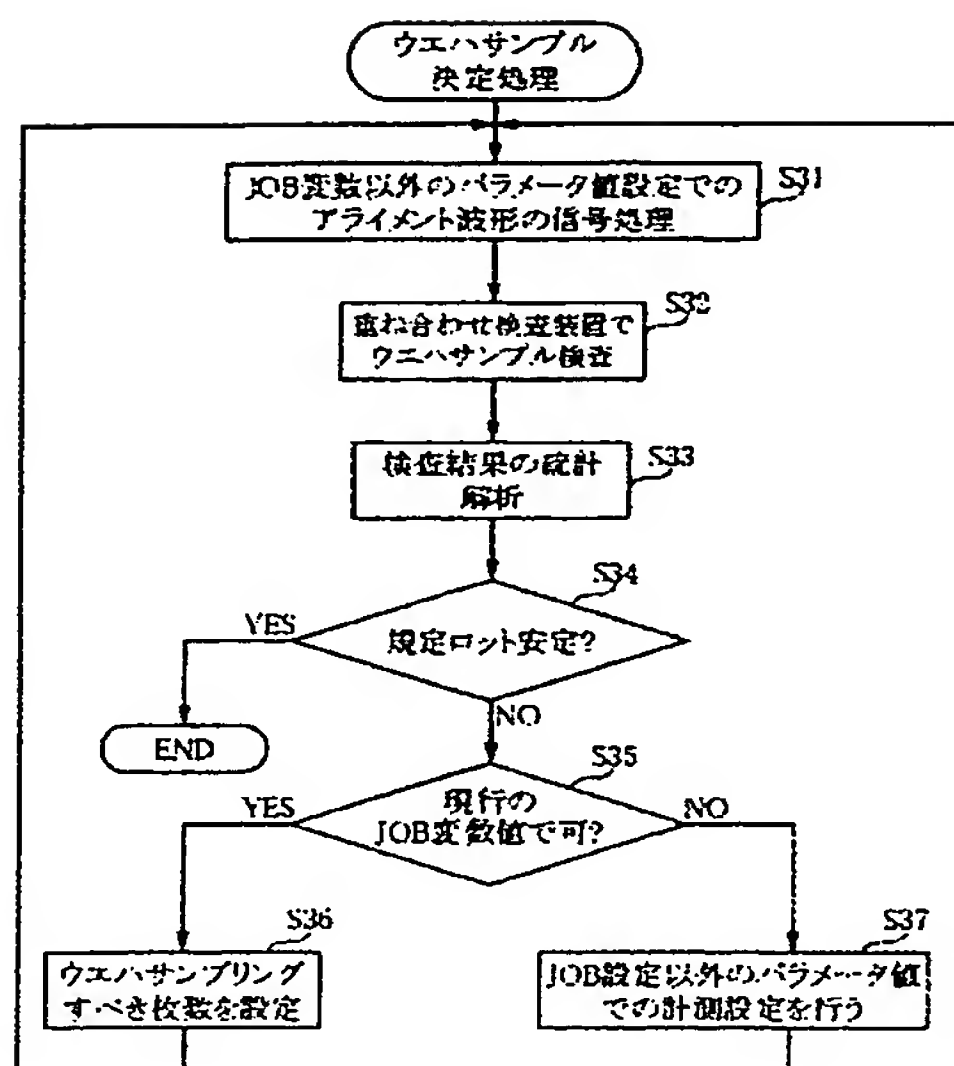 ウエハサンプル
決定処理
JOB変数以外のパラメータ値設定での
アライメント波形の信号処理
S31
重ね合わせ検査装置で
ウエハサンプル検査
S32
検査結果の統計
解析
S33
規定ロット安定?
S34
YES
NO
END
現行の
JOB変数値で可?
S35
YES
NO
ウエハサンプリング
すべき枚数を設定
S36
JOB設定以外のパラメータ値
での計測設定を行う
S37